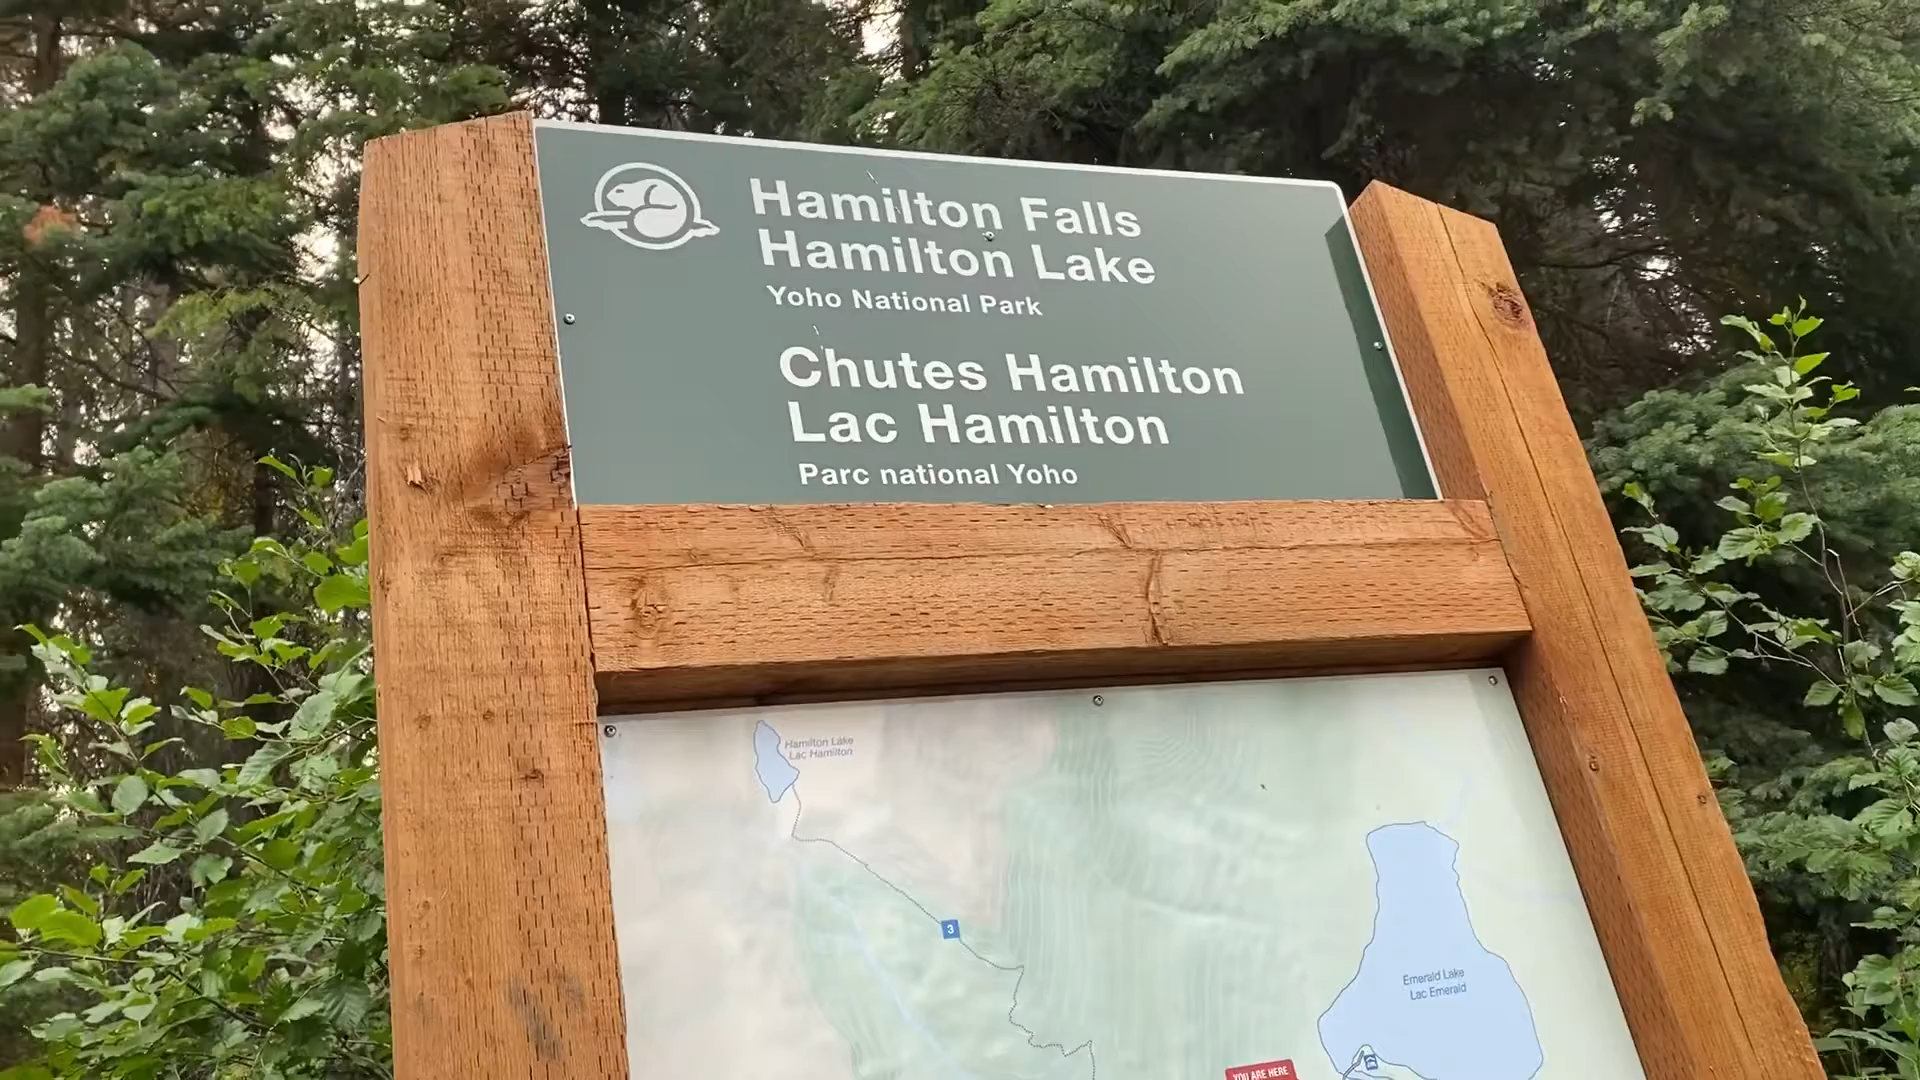 Hamilton Falls
Hamilton Lake
Yoho National Park
Chutes Hamilton
Lac Hamilton
Parc national Yoho
Hamilton Lake
Lac Hamilton
3
Emerald Lake
Lac Emerald
YOU ARE HERE